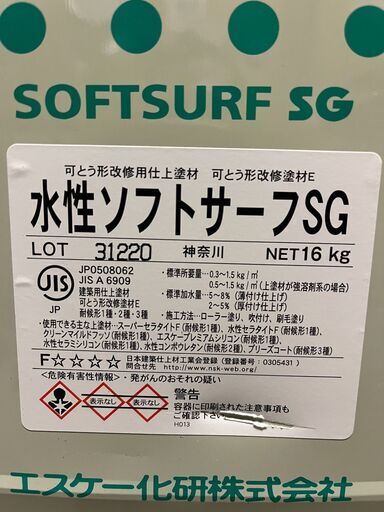 SOFTSURF SG
可とう形改修用仕上塗材 可とう形改修塗材E
水性ソフトサーフSG
LOT 31220 神奈川 NET16kg
JIS
JP
JP0508062
JIS A 6909
建築用仕上塗材
可とう形改修塗材E
耐候形1種・2種・3種
・標準所要量……0.3〜1.5kg/㎡
0.5〜1.5kg/㎡(上塗材が強溶剤系の場合)
・標準加水量……5〜8%(薄付け仕上げ)
2〜5%(厚付け仕上げ)
・施工方法……ローラー塗り、吹付け、刷毛塗り
・使用できる主な上塗材・スーパーセラタイトF(耐候形1種)、水性セラタイトF(耐候形1種)、
クリーンマイルドアッソ(耐候形1種)、エスケープレミアムシリコン(耐候形1種)、
水性セラミシリコン(耐候形1種)、水性コンポウレタン(耐候形2種)、プリーズコート(耐候形3種)
F☆☆☆☆
日本建築仕上材工業会登録(登録番号:0305431)
問合せ先 http://www.nsk-web.org/
<危険有害性情報>・発がんのおそれの疑い
表示なし 表示なし
警告
容器に印刷された注意事項も
H013
エスケー化研株式会社